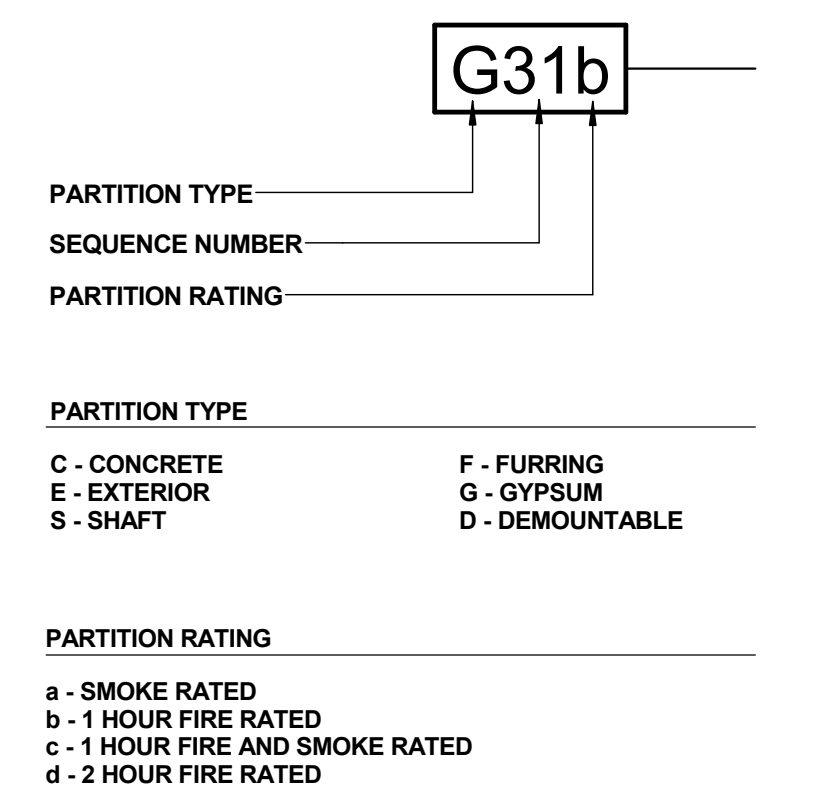 G31b
PARTITION TYPE
SEQUENCE NUMBER
PARTITION RATING
PARTITION TYPE
C - CONCRETE
E - EXTERIOR
S - SHAFT
F - FURRING
G - GYPSUM
D - DEMOUNTABLE
PARTITION RATING
a - SMOKE RATED
b - 1 HOUR FIRE RATED
c - 1 HOUR FIRE AND SMOKE RATED
d - 2 HOUR FIRE RATED